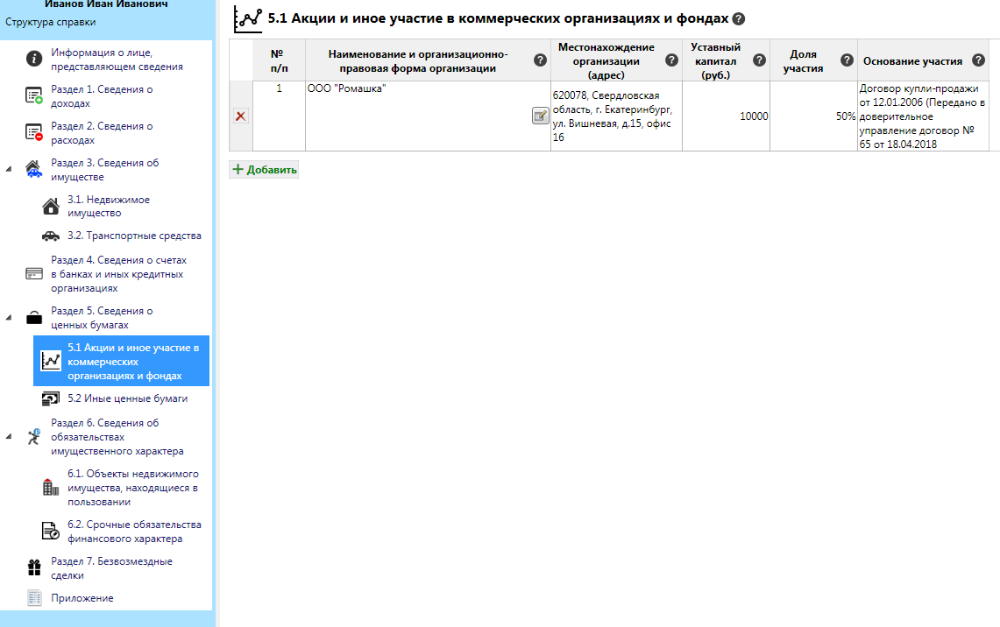 Иванов Иван Иванович
Структура справки
Информация о лице,
представляющем сведения
Раздел 1. Сведения о
доходах
Раздел 2. Сведения о
расходах
Раздел 3. Сведения об
имуществе
3.1. Недвижимое
имущество
3.2. Транспортные средства
Раздел 4. Сведения о счетах
в банках и иных кредитных
организациях
Раздел 5. Сведения о
ценных бумагах
5.1 Акции и иное участие в
коммерческих
организациях и фондах
5.2 Иные ценные бумаги
Раздел 6. Сведения об
обязательствах
имущественного характера
6.1. Объекты недвижимого
имущества, находящиеся в
пользовании
6.2. Срочные обязательства
финансового характера
Раздел 7. Безвозмездные
сделки
Приложение
5.1 Акции и иное участие в коммерческих организациях и фондах
№
п/п
Наименование и организационно-
правовая форма организации
Местонахождение
организации
(адрес)
Уставный
капитал
(руб.)
Доля
участия
Основание участия
1
ООО "Ромашка"
620078, Свердловская
область, г. Екатеринбург,
ул. Вишневая, д.15, офис
16
10000
50%
Договор купли-продажи
от 12.01.2006 (Передано в
доверительное
управление договор №
65 от 18.04.2018
Добавить